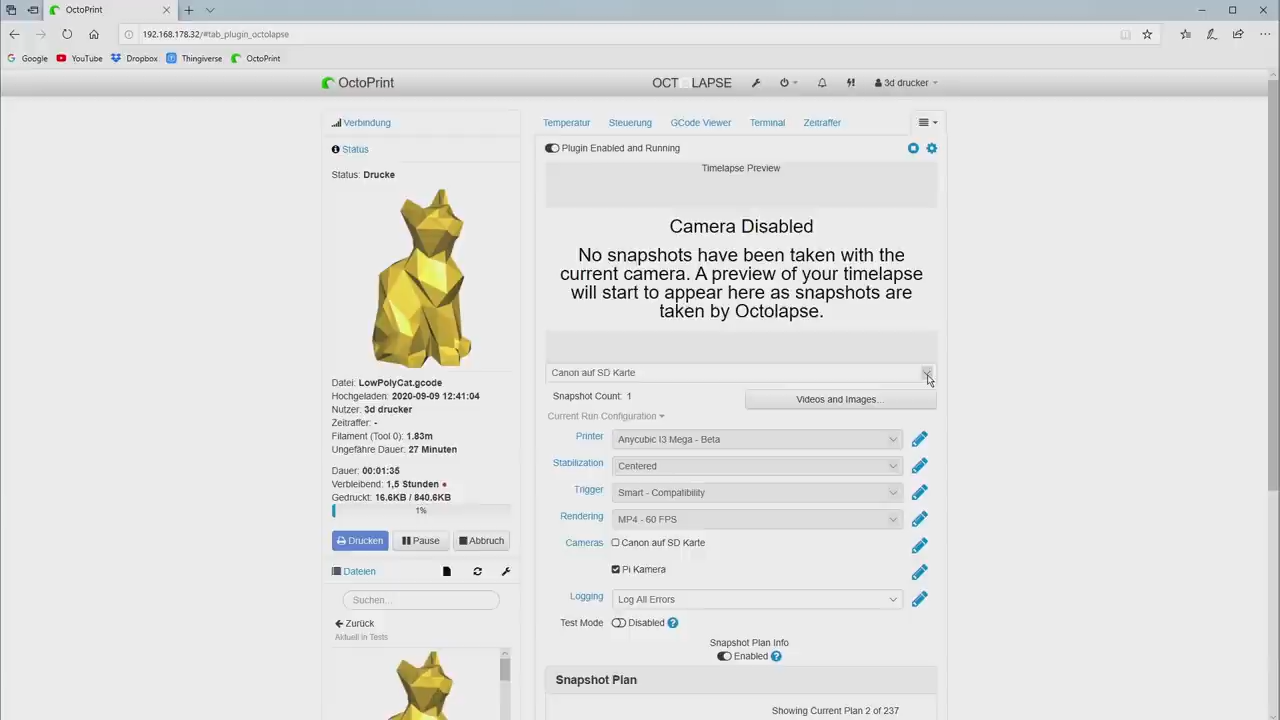 OctoPrint
192.168.178.32/#tab_plugin_octolapse
Google YouTube Dropbox Thingiverse OctoPrint
OctoPrint
OCT LAPSE
3d drucker
Verbindung
Status
Status: Drucke
Datei: LowPolyCat.gcode
Hochgeladen: 2020-09-09 12:41:04
Nutzer: 3d drucker
Zeitraffer: -
Filament (Tool 0): 1.83m
Ungefähre Dauer: 27 Minuten
Dauer: 00:01:35
Verbleibend: 1,5 Stunden
Gedruckt: 16.6KB / 840.6KB
1%
Drucken Pause Abbruch
Dateien
Suchen...
Zurück
Aktuell in Tests
Temperatur Steuerung GCode Viewer Terminal Zeitraffer
Plugin Enabled and Running
Timelapse Preview
Camera Disabled
No snapshots have been taken with the
current camera. A preview of your timelapse
will start to appear here as snapshots are
taken by Octolapse.
Canon auf SD Karte
Snapshot Count: 1
Videos and Images...
Current Run Configuration
Printer Anycubic I3 Mega - Beta
Stabilization Centered
Trigger Smart - Compatibility
Rendering MP4 - 60 FPS
Cameras Canon auf SD Karte
Pi Kamera
Logging Log All Errors
Test Mode Disabled
Snapshot Plan Info
Enabled
Snapshot Plan
Showing Current Plan 2 of 237